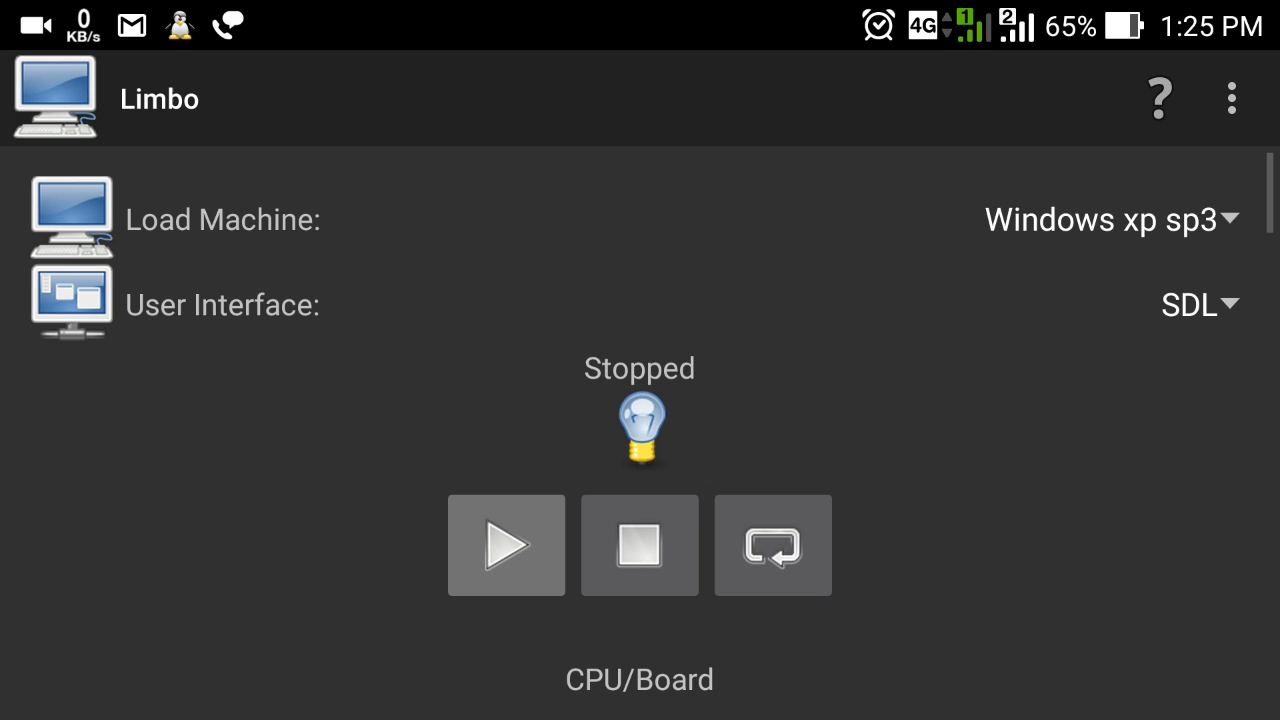 0
KB/s
4G
1
2
65%
1:25 PM
Limbo
?
Load Machine:
Windows xp sp3
User Interface:
SDL
Stopped
CPU/Board